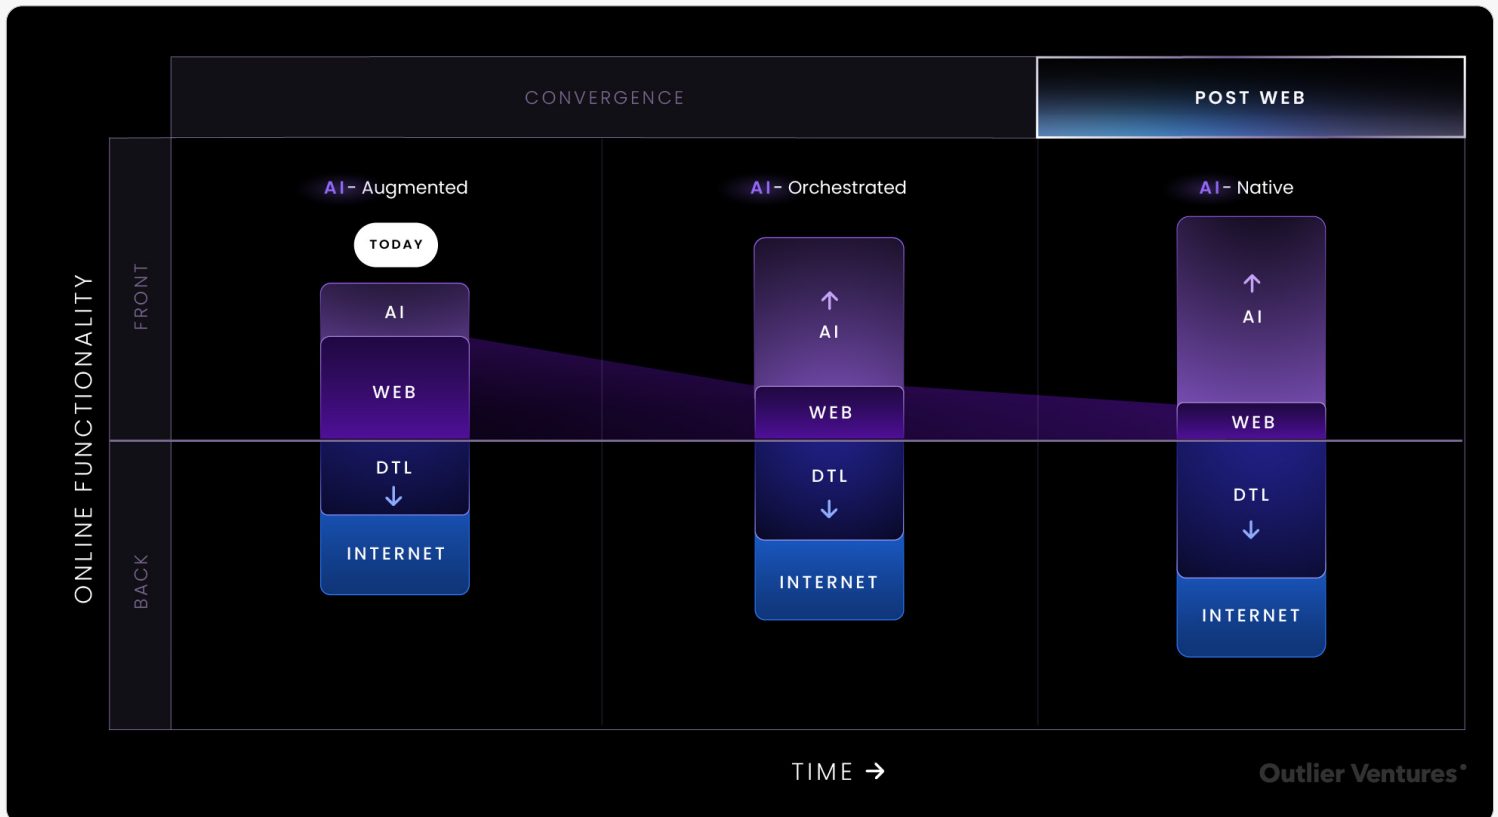 CONVERGENCE
POST WEB
ONLINE FUNCTIONALITY
FRONT
BACK
AI- Augmented
TODAY
AI
WEB
DTL
↓
INTERNET
AI- Orchestrated
↑
AI
WEB
DTL
↓
INTERNET
AI- Native
↑
AI
WEB
DTL
↓
INTERNET
TIME →
Outlier Ventures